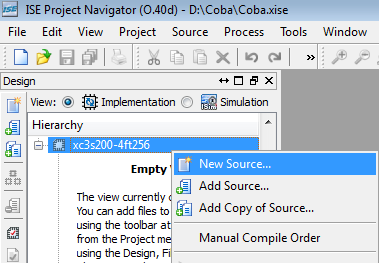 ISE Project Navigator (O.40d) - D:\Coba\Coba.xise
File Edit View Project Source Process Tools Window
Design
View: Implementation Simulation
Hierarchy
xc3s200-4ft256
New Source...
Empty
Add Source...
The view currently
You can add files to
Add Copy of Source...
using the toolbar at
from the Project me
Manual Compile Order
using the Design, Fi